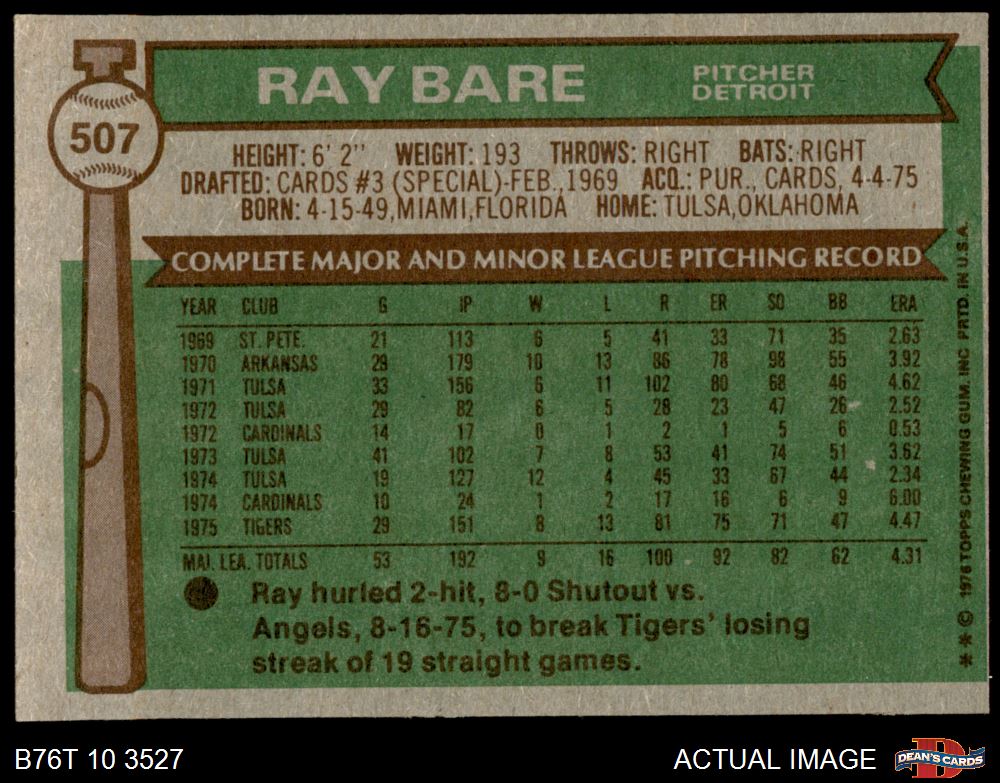 RAY BARE
PITCHER
DETROIT
507
HEIGHT: 6' 2" WEIGHT: 193 THROWS: RIGHT BATS: RIGHT
DRAFTED: CARDS #3 (SPECIAL)-FEB., 1969 ACQ.: PUR., CARDS, 4-4-75
BORN: 4-15-49, MIAMI, FLORIDA HOME: TULSA, OKLAHOMA
COMPLETE MAJOR AND MINOR LEAGUE PITCHING RECORD
YEAR CLUB G IP W L R ER SO BB ERA
1969 ST. PETE. 21 113 6 5 41 33 71 35 2.63
1970 ARKANSAS 29 179 10 13 86 78 98 55 3.92
1971 TULSA 33 156 6 11 102 80 68 46 4.62
1972 TULSA 29 82 6 5 28 23 47 26 2.52
1972 CARDINALS 14 17 0 1 2 1 5 6 0.53
1973 TULSA 41 102 7 8 53 41 74 51 3.62
1974 TULSA 19 127 12 4 45 33 67 44 2.34
1974 CARDINALS 10 24 1 2 17 16 6 9 6.00
1975 TIGERS 29 151 8 13 81 75 71 47 4.47
MAJ. LEA. TOTALS 53 192 9 16 100 92 82 62 4.31
Ray hurled 2-hit, 8-0 Shutout vs.
Angels, 8-16-75, to break Tigers' losing
streak of 19 straight games.
** © 1976 TOPPS CHEWING GUM, INC. PRTD. IN U.S.A.
B76T 10 3527
ACTUAL IMAGE
DEAN'S CARDS